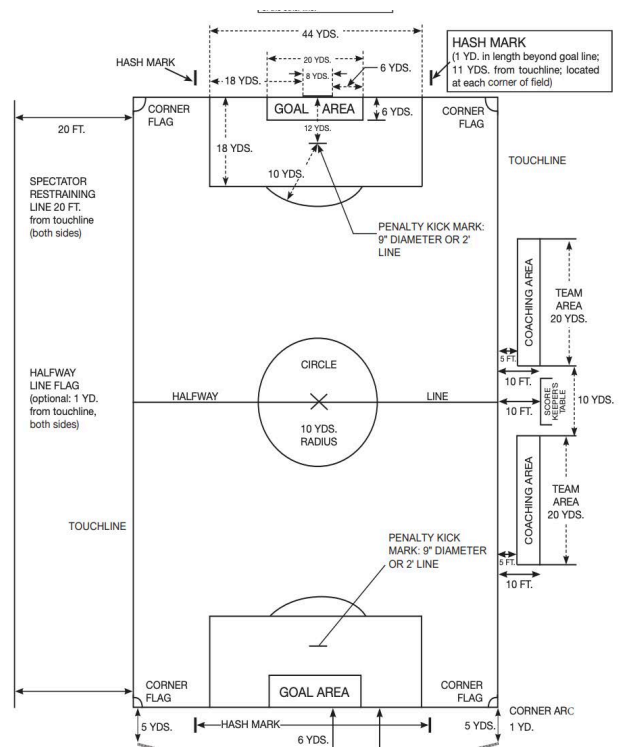 44 YDS.
HASH MARK
(1 YD. in length beyond goal line;
11 YDS. from touchline; located
at each corner of field)
20 YDS.
HASH MARK
8 YDS.
6 YDS.
18 YDS.
CORNER
FLAG
GOAL AREA
6 YDS.
CORNER
FLAG
12 YDS.
20 FT.
18 YDS.
TOUCHLINE
10 YDS.
SPECTATOR
RESTRAINING
LINE 20 FT.
from touchline
(both sides)
PENALTY KICK MARK:
9" DIAMETER OR 2'
LINE
COACHING AREA
TEAM
AREA
20 YDS.
5 FT.
10 FT.
HALFWAY
LINE FLAG
(optional: 1 YD.
from touchline,
both sides)
CIRCLE
HALFWAY
LINE
10 YDS.
RADIUS
10 FT.
SCORE
KEEPER'S
TABLE
10 YDS.
COACHING AREA
TEAM
AREA
20 YDS.
5 FT.
10 FT.
TOUCHLINE
PENALTY KICK
MARK: 9" DIAMETER
OR 2' LINE
CORNER
FLAG
GOAL AREA
CORNER
FLAG
CORNER ARC
1 YD.
5 YDS.
HASH MARK
5 YDS.
6 YDS.